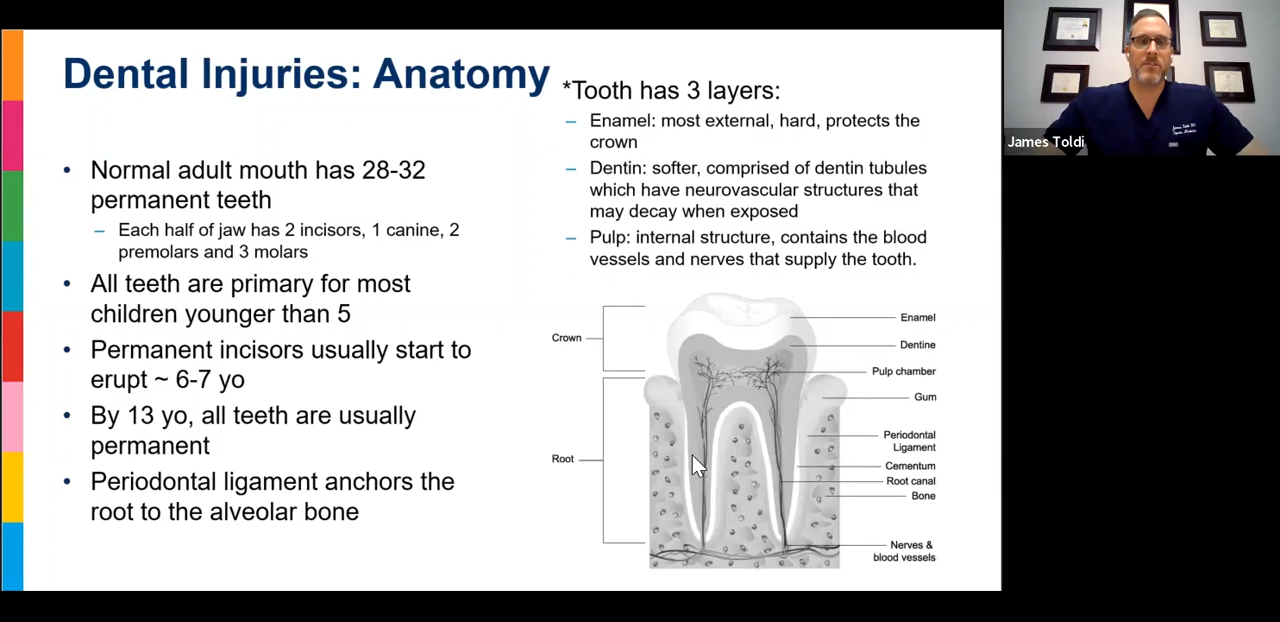 Dental Injuries: Anatomy
• Normal adult mouth has 28-32
permanent teeth
– Each half of jaw has 2 incisors, 1 canine, 2
premolars and 3 molars
• All teeth are primary for most
children younger than 5
• Permanent incisors usually start to
erupt ~ 6-7 yo
• By 13 yo, all teeth are usually
permanent
• Periodontal ligament anchors the
root to the alveolar bone
*Tooth has 3 layers:
– Enamel: most external, hard, protects the
crown
– Dentin: softer, comprised of dentin tubules
which have neurovascular structures that
may decay when exposed
– Pulp: internal structure, contains the blood
vessels and nerves that supply the tooth.
Crown
Root
Enamel
Dentine
Pulp chamber
Gum
Periodontal
Ligament
Cementum
Root canal
Bone
Nerves &
blood vessels
James Toldi